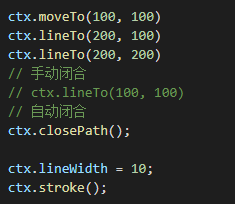 ctx.moveTo(100, 100)
ctx.lineTo(200, 100)
ctx.lineTo(200, 200)
// 手动闭合
// ctx.lineTo(100, 100)
// 自动闭合
ctx.closePath();
ctx.lineWidth = 10;
ctx.stroke();